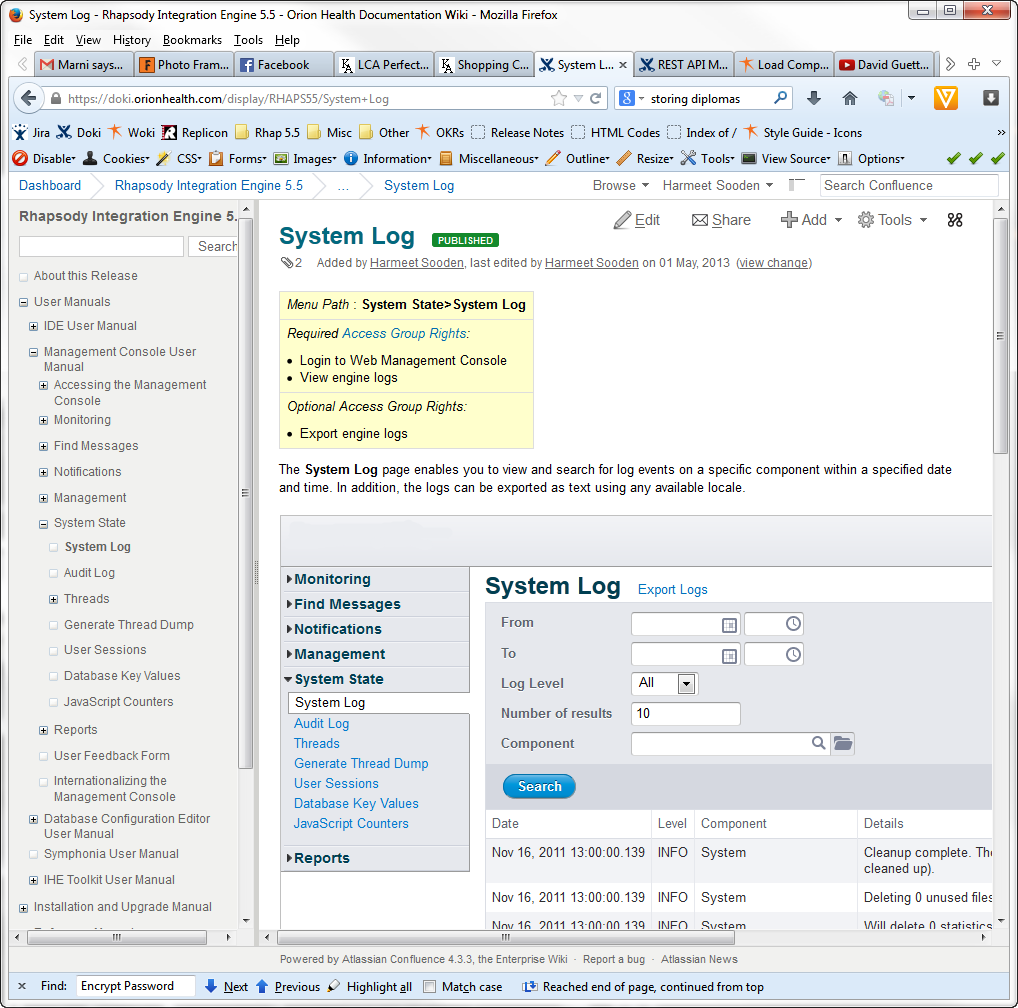 System Log - Rhapsody Integration Engine 5.5 - Orion Health Documentation Wiki - Mozilla Firefox
File Edit View History Bookmarks Tools Help
Marni says... Photo Fram... Facebook LCA Perfect... Shopping C... System L... REST API M... Load Comp... David Guett...
https://doki.orionhealth.com/display/RHAPS55/System+Log storing diplomas
Jira Doki Woki Replicon Rhap 5.5 Misc Other OKRs Release Notes HTML Codes Index of / Style Guide - Icons
Disable Cookies CSS Forms Images Information Miscellaneous Outline Resize Tools View Source Options
Dashboard Rhapsody Integration Engine 5.5 ... System Log Browse Harmeet Sooden Search Confluence
Rhapsody Integration Engine 5.
Search
About this Release
User Manuals
IDE User Manual
Management Console User
Manual
Accessing the Management
Console
Monitoring
Find Messages
Notifications
Management
System State
System Log
Audit Log
Threads
Generate Thread Dump
User Sessions
Database Key Values
JavaScript Counters
Reports
User Feedback Form
Internationalizing the
Management Console
Database Configuration Editor
User Manual
Symphonia User Manual
IHE Toolkit User Manual
Installation and Upgrade Manual
Edit Share Add Tools
System Log PUBLISHED
2 Added by Harmeet Sooden, last edited by Harmeet Sooden on 01 May, 2013 (view change)
Menu Path : System State>System Log
Required Access Group Rights:
Login to Web Management Console
View engine logs
Optional Access Group Rights:
Export engine logs
The System Log page enables you to view and search for log events on a specific component within a specified date
and time. In addition, the logs can be exported as text using any available locale.
Monitoring
Find Messages
Notifications
Management
System State
System Log
Audit Log
Threads
Generate Thread Dump
User Sessions
Database Key Values
JavaScript Counters
Reports
System Log Export Logs
From
To
Log Level All
Number of results 10
Component
Search
Date Level Component Details
Nov 16, 2011 13:00:00.139 INFO System Cleanup complete. The
cleaned up).
Nov 16, 2011 13:00:00.139 INFO System Deleting 0 unused files
Nov 16, 2011 13:00:00.139 INFO System Will delete 0 statistics
Powered by Atlassian Confluence 4.3.3, the Enterprise Wiki · Report a bug · Atlassian News
Find: Encrypt Password Next Previous Highlight all Match case Reached end of page, continued from top